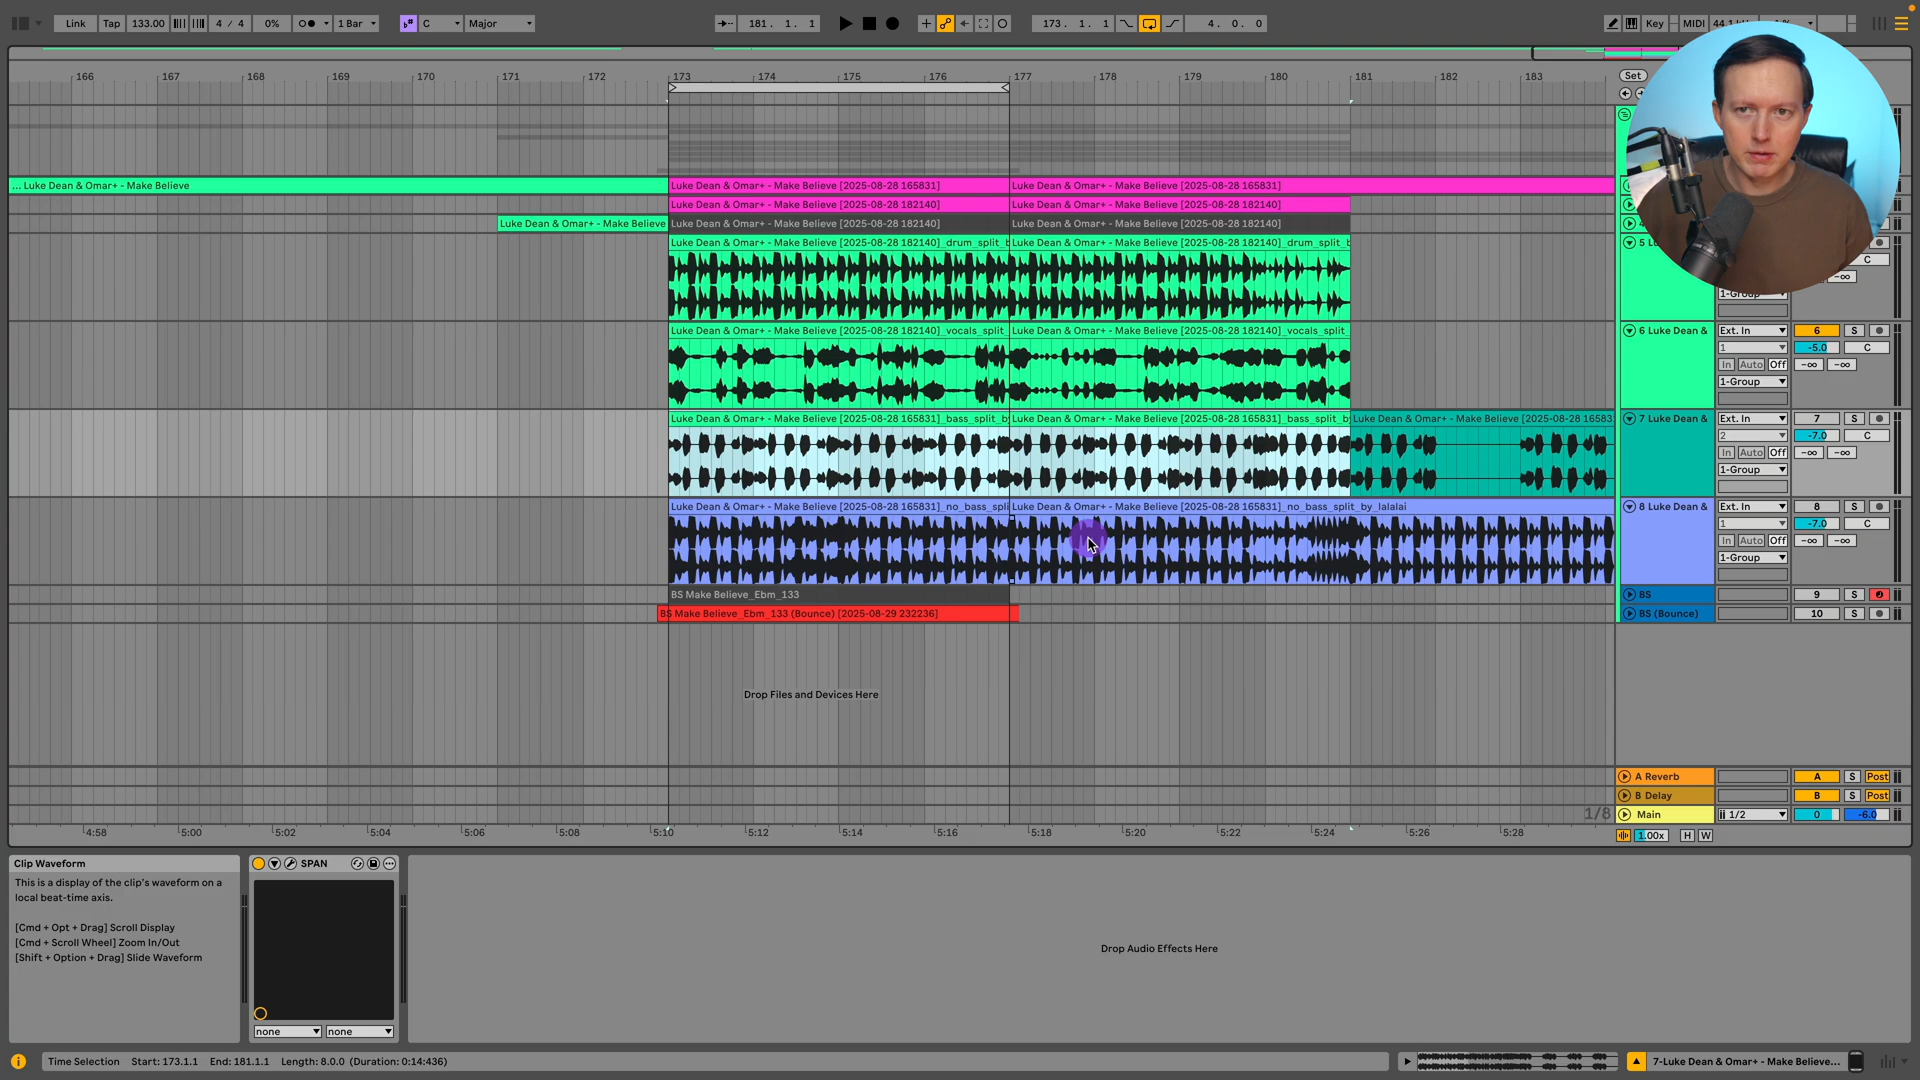 Link Tap 133.00 4 / 4 0% 1 Bar C Major 181. 1. 1 173. 1. 1 4. 0. 0 Key MIDI
166 167 168 169 170 171 172 173 174 175 176 177 178 179 180 181 182 183
Set
... Luke Dean & Omar+ - Make Believe
Luke Dean & Omar+ - Make Believe [2025-08-28 165831] Luke Dean & Omar+ - Make Believe [2025-08-28 165831]
Luke Dean & Omar+ - Make Believe [2025-08-28 182140] Luke Dean & Omar+ - Make Believe [2025-08-28 182140]
Luke Dean & Omar+ - Make Believe Luke Dean & Omar+ - Make Believe [2025-08-28 182140] Luke Dean & Omar+ - Make Believe [2025-08-28 182140]
Luke Dean & Omar+ - Make Believe [2025-08-28 182140]_drum_split_b Luke Dean & Omar+ - Make Believe [2025-08-28 182140]_drum_split_b
C
-∞
1-Group
Luke Dean & Omar+ - Make Believe [2025-08-28 182140]_vocals_split_ Luke Dean & Omar+ - Make Believe [2025-08-28 182140]_vocals_split 6 Luke Dean & Ext. In 6 S
1 -5.0 C
In Auto Off -∞ -∞
1-Group
Luke Dean & Omar+ - Make Believe [2025-08-28 165831]_bass_split_by Luke Dean & Omar+ - Make Believe [2025-08-28 165831]_bass_split_by Luke Dean & Omar+ - Make Believe [2025-08-28 16583 7 Luke Dean & Ext. In 7 S
2 -7.0 C
In Auto Off -∞ -∞
1-Group
Luke Dean & Omar+ - Make Believe [2025-08-28 165831]_no_bass_spli Luke Dean & Omar+ - Make Believe [2025-08-28 165831]_no_bass_split_by_lalalai 8 Luke Dean & Ext. In 8 S
1 -7.0 C
In Auto Off -∞ -∞
1-Group
BS Make Believe_Ebm_133 BS 9 S
BS Make Believe_Ebm_133 (Bounce) [2025-08-29 232236] BS (Bounce) 10 S
Drop Files and Devices Here
A Reverb A S Post
B Delay B S Post
1/8 Main 1/2 0 -6.0
4:58 5:00 5:02 5:04 5:06 5:08 5:10 5:12 5:14 5:16 5:18 5:20 5:22 5:24 5:26 5:28 1.00x H W
Clip Waveform
This is a display of the clip's waveform on a
local beat-time axis.
[Cmd + Opt + Drag] Scroll Display
[Cmd + Scroll Wheel] Zoom In/Out
[Shift + Option + Drag] Slide Waveform
SPAN
none none
Drop Audio Effects Here
Time Selection Start: 173.1.1 End: 181.1.1 Length: 8.0.0 (Duration: 0:14:436) 7-Luke Dean & Omar+ - Make Believe...